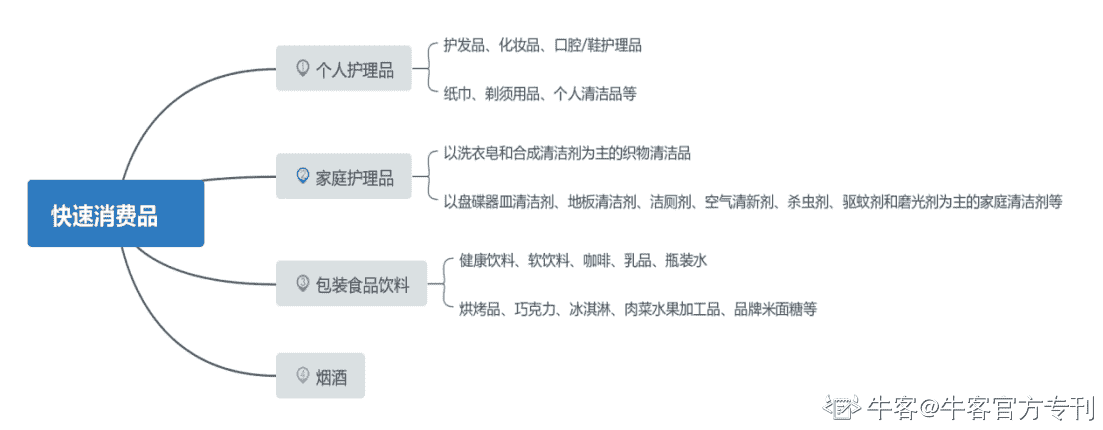 快速消费品
① 个人护理品
护发品、化妆品、口腔/鞋护理品
纸巾、剃须用品、个人清洁品等
② 家庭护理品
以洗衣皂和合成清洁剂为主的织物清洁品
以盘碟器皿清洁剂、地板清洁剂、洁厕剂、空气清新剂、杀虫剂、驱蚊剂和磨光剂为主的家庭清洁剂等
③ 包装食品饮料
健康饮料、软饮料、咖啡、乳品、瓶装水
烘烤品、巧克力、冰淇淋、肉菜水果加工品、品牌米面糖等
④ 烟酒
牛客@牛客官方专刊